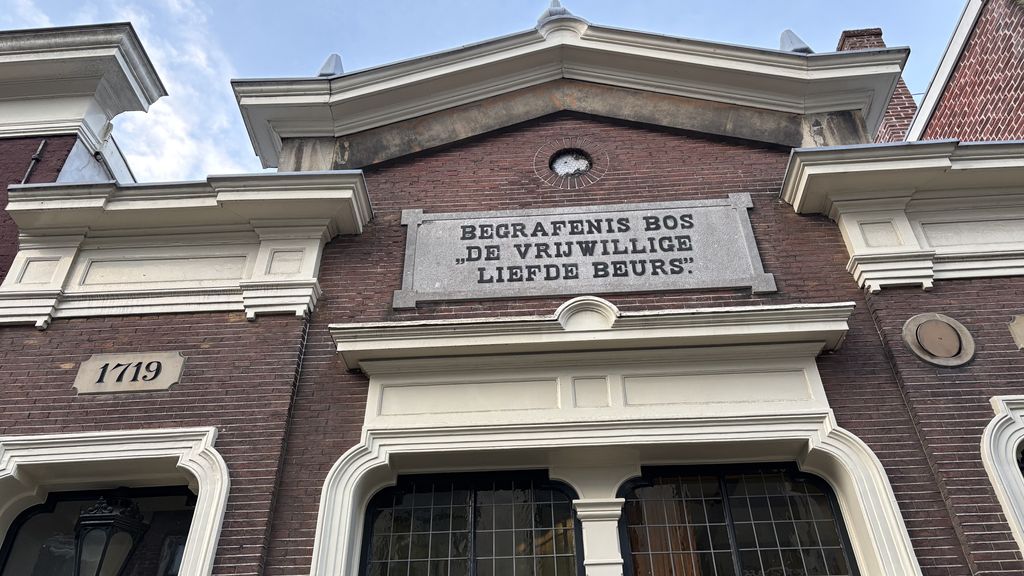 BEGRAFENIS BOS
„DE VRIJWILLIGE
LIEFDE BEURS”.
1719